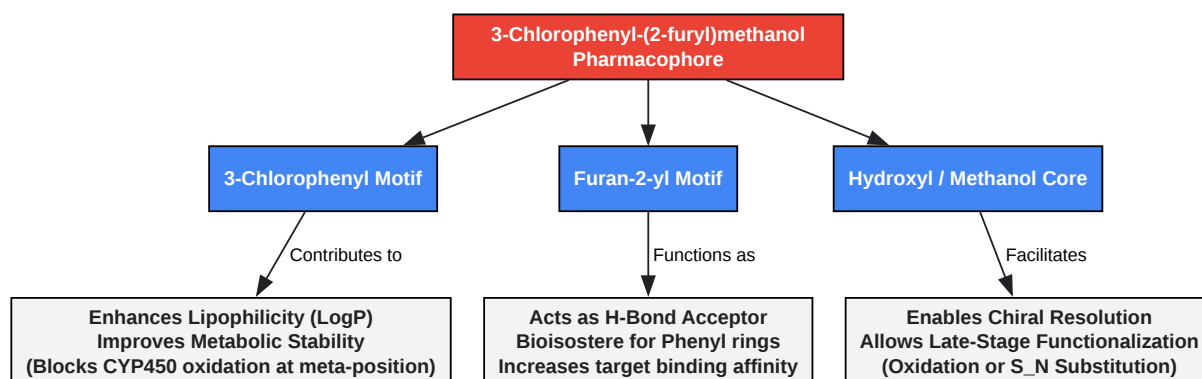 3-Chlorophenyl-(2-furyl)methanol
Pharmacophore
3-Chlorophenyl Motif
Furan-2-yl Motif
Hydroxyl / Methanol Core
Contributes to
Functions as
Facilitates
Enhances Lipophilicity (LogP)
Improves Metabolic Stability
(Blocks CYP450 oxidation at meta-position)
Acts as H-Bond Acceptor
Bioisostere for Phenyl rings
Increases target binding affinity
Enables Chiral Resolution
Allows Late-Stage Functionalization
(Oxidation or S_N Substitution)